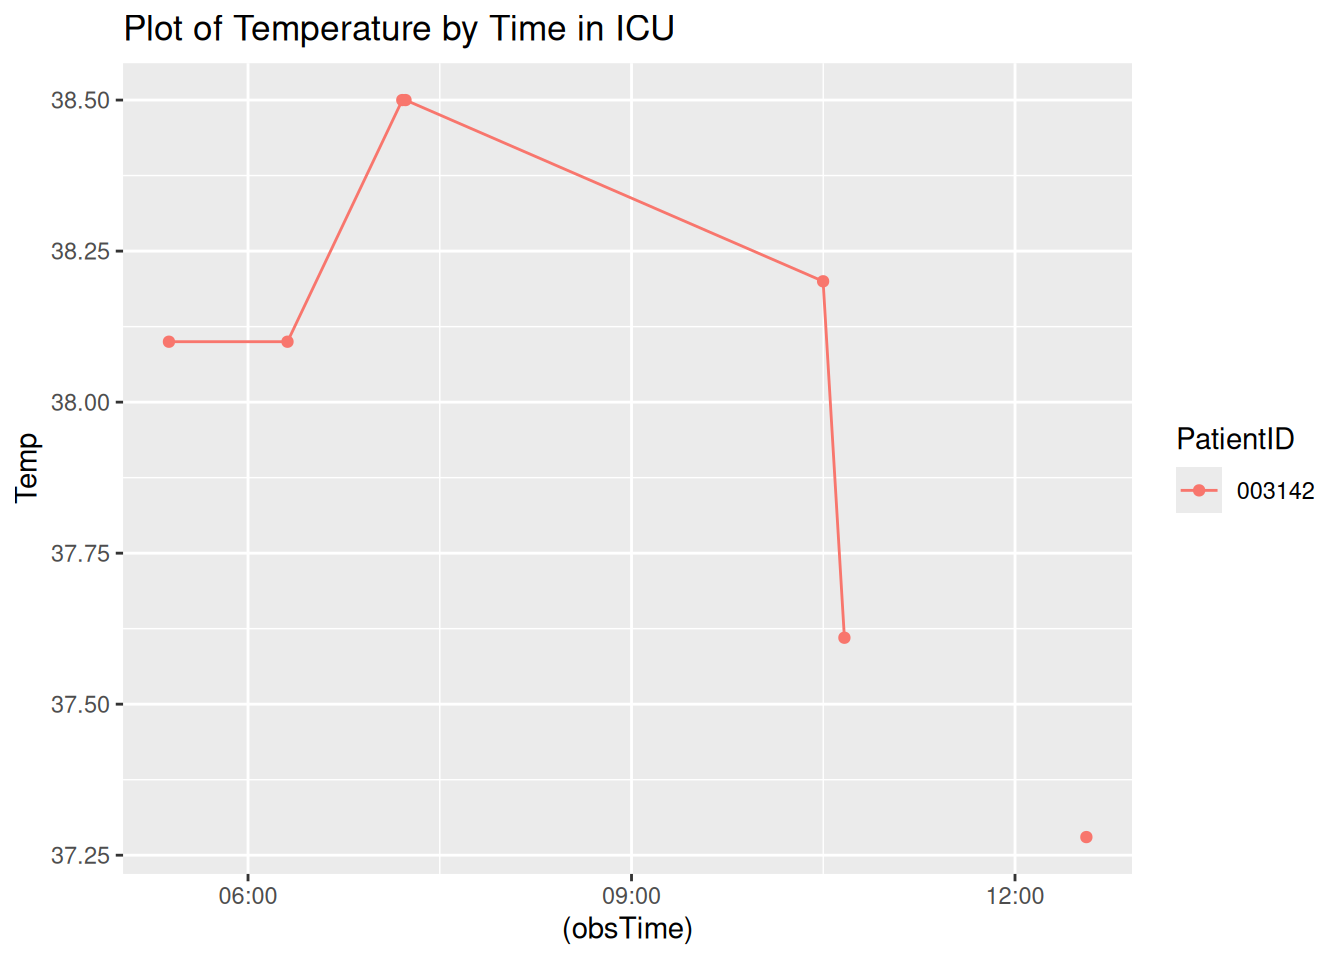 Plot of Temperature by Time in ICU
38.50
38.25
38.00
37.75
37.50
37.25
Temp
06:00 09:00 12:00
(obsTime)
PatientID
003142